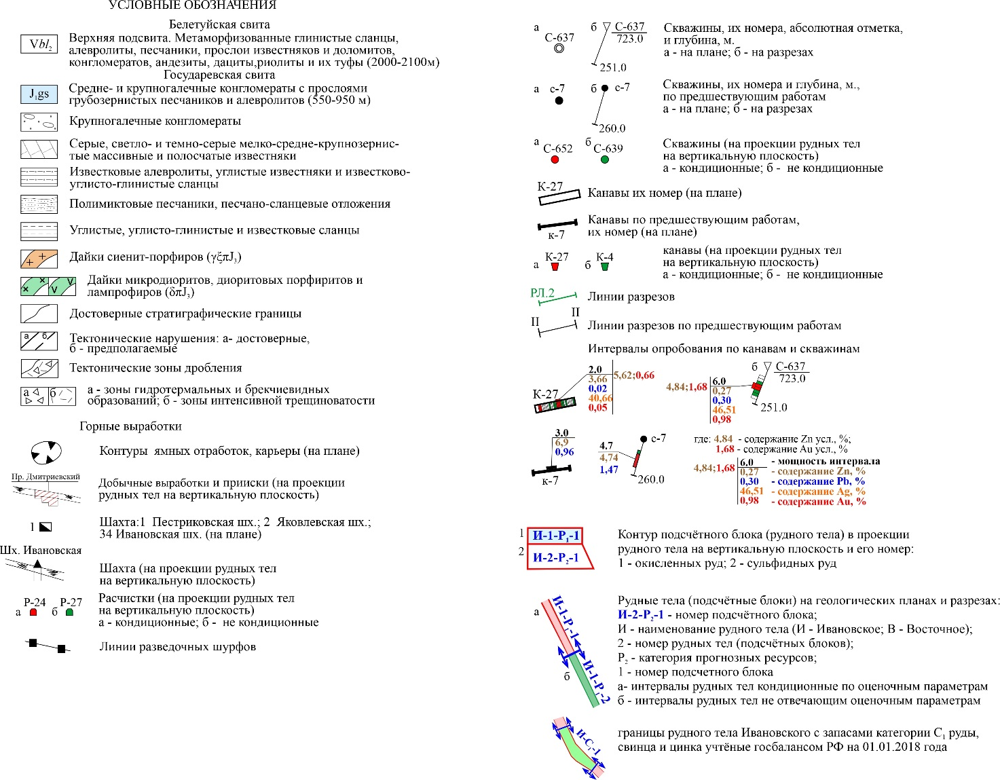 УСЛОВНЫЕ ОБОЗНАЧЕНИЯ
Белетуйская свита
Vbl₂
Верхняя подсвита. Метаморфизованные глинистые сланцы,
алевролиты, песчаники, прослои известняков и доломитов,
конгломератов, андезиты, дациты,риолиты и их туфы (2000-2100м)
Государевская свита
J₁gs
Средне- и крупногалечные конгломераты с прослоями
грубозернистых песчаников и алевролитов (550-950 м)
Крупногалечные конгломераты
Серые, светло- и темно-серые мелко-средне-крупнозернис-
тые массивные и полосчатые известняки
Известковые алевролиты, углистые известняки и известково-
углисто-глинистые сланцы
Полимиктовые песчаники, песчано-сланцевые отложения
Углистые, углисто-глинистые и известковые сланцы
Дайки сиенит-порфиров (γξπJ₃)
Дайки микродиоритов, диоритовых порфиритов и
лампрофиров (δπJ₃)
Достоверные стратиграфические границы
а б
Тектонические нарушения: а- достоверные,
б - предполагаемые
Тектонические зоны дробления
а б
а - зоны гидротермальных и брекчиевидных
образований; б - зоны интенсивной трещиноватости
Горные выработки
Контуры ямных отработок, карьеры (на плане)
Пр. Дмитриевский
Добычные выработки и прииски (на проекции
рудных тел на вертикальную плоскость)
1
Шахта:1 Пестриковская шх.; 2 Яковлевская шх.;
34 Ивановская шх. (на плане)
Шх. Ивановская
Шахта (на проекции рудных тел
на вертикальную плоскость)
а Р-24 б Р-27
Расчистки (на проекции рудных тел
на вертикальную плоскость)
а - кондиционные; б - не кондиционные
Линии разведочных шурфов
а С-637 б С-637
723.0
251.0
Скважины, их номера, абсолютная отметка,
и глубина, м.
а - на плане; б - на разрезах
а с-7 б с-7
260.0
Скважины, их номера и глубина, м.,
по предшествующим работам
а - на плане; б - на разрезах
а С-652 б С-639
Скважины (на проекции рудных тел
на вертикальную плоскость)
а - кондиционные; б - не кондиционные
К-27
Канавы их номер (на плане)
к-7
Канавы по предшествующим работам,
их номер (на плане)
а К-27 б К-4
канавы (на проекции рудных тел
на вертикальную плоскость)
а - кондиционные; б - не кондиционные
РЛ.2
Линии разрезов
II II
Линии разрезов по предшествующим работам
Интервалы опробования по канавам и скважинам
К-27
2.0
3,66
0,02
40,66
0,05
5,62;0,66
4,84;1,68
6.0
0,27
0,30
46,51
0,98
б С-637
723.0
251.0
3.0
6,9
0,96
к-7
4.7
4,74
1,47
с-7
260.0
где: 4.84 - содержание Zn усл., %;
1,68 - содержание Au усл., %
4,84;1,68
6.0 - мощность интервала
0,27 - содержание Zn, %
0,30 - содержание Pb, %
46,51 - содержание Ag, %
0,98 - содержание Au, %
1 И-1-Р₁-1
2 И-2-Р₂-1
Контур подсчётного блока (рудного тела) в проекции
рудного тела на вертикальную плоскость и его номер:
1 - окисленных руд; 2 - сульфидных руд
а И-1-Р₁-1
б И-1-Р₁-2
Рудные тела (подсчётные блоки) на геологических планах и разрезах:
И-2-Р₂-1 - номер подсчётного блока;
И - наименование рудного тела (И - Ивановское; В - Восточное);
2 - номер рудных тел (подсчётных блоков);
Р₂ - категория прогнозных ресурсов;
1 - номер подсчетного блока
а- интервалы рудных тел кондиционные по оценочным параметрам
б - интервалы рудных тел не отвечающим оценочным параметрам
И-С₁-1
границы рудного тела Ивановского с запасами категории С₁ руды,
свинца и цинка учтёные госбалансом РФ на 01.01.2018 года